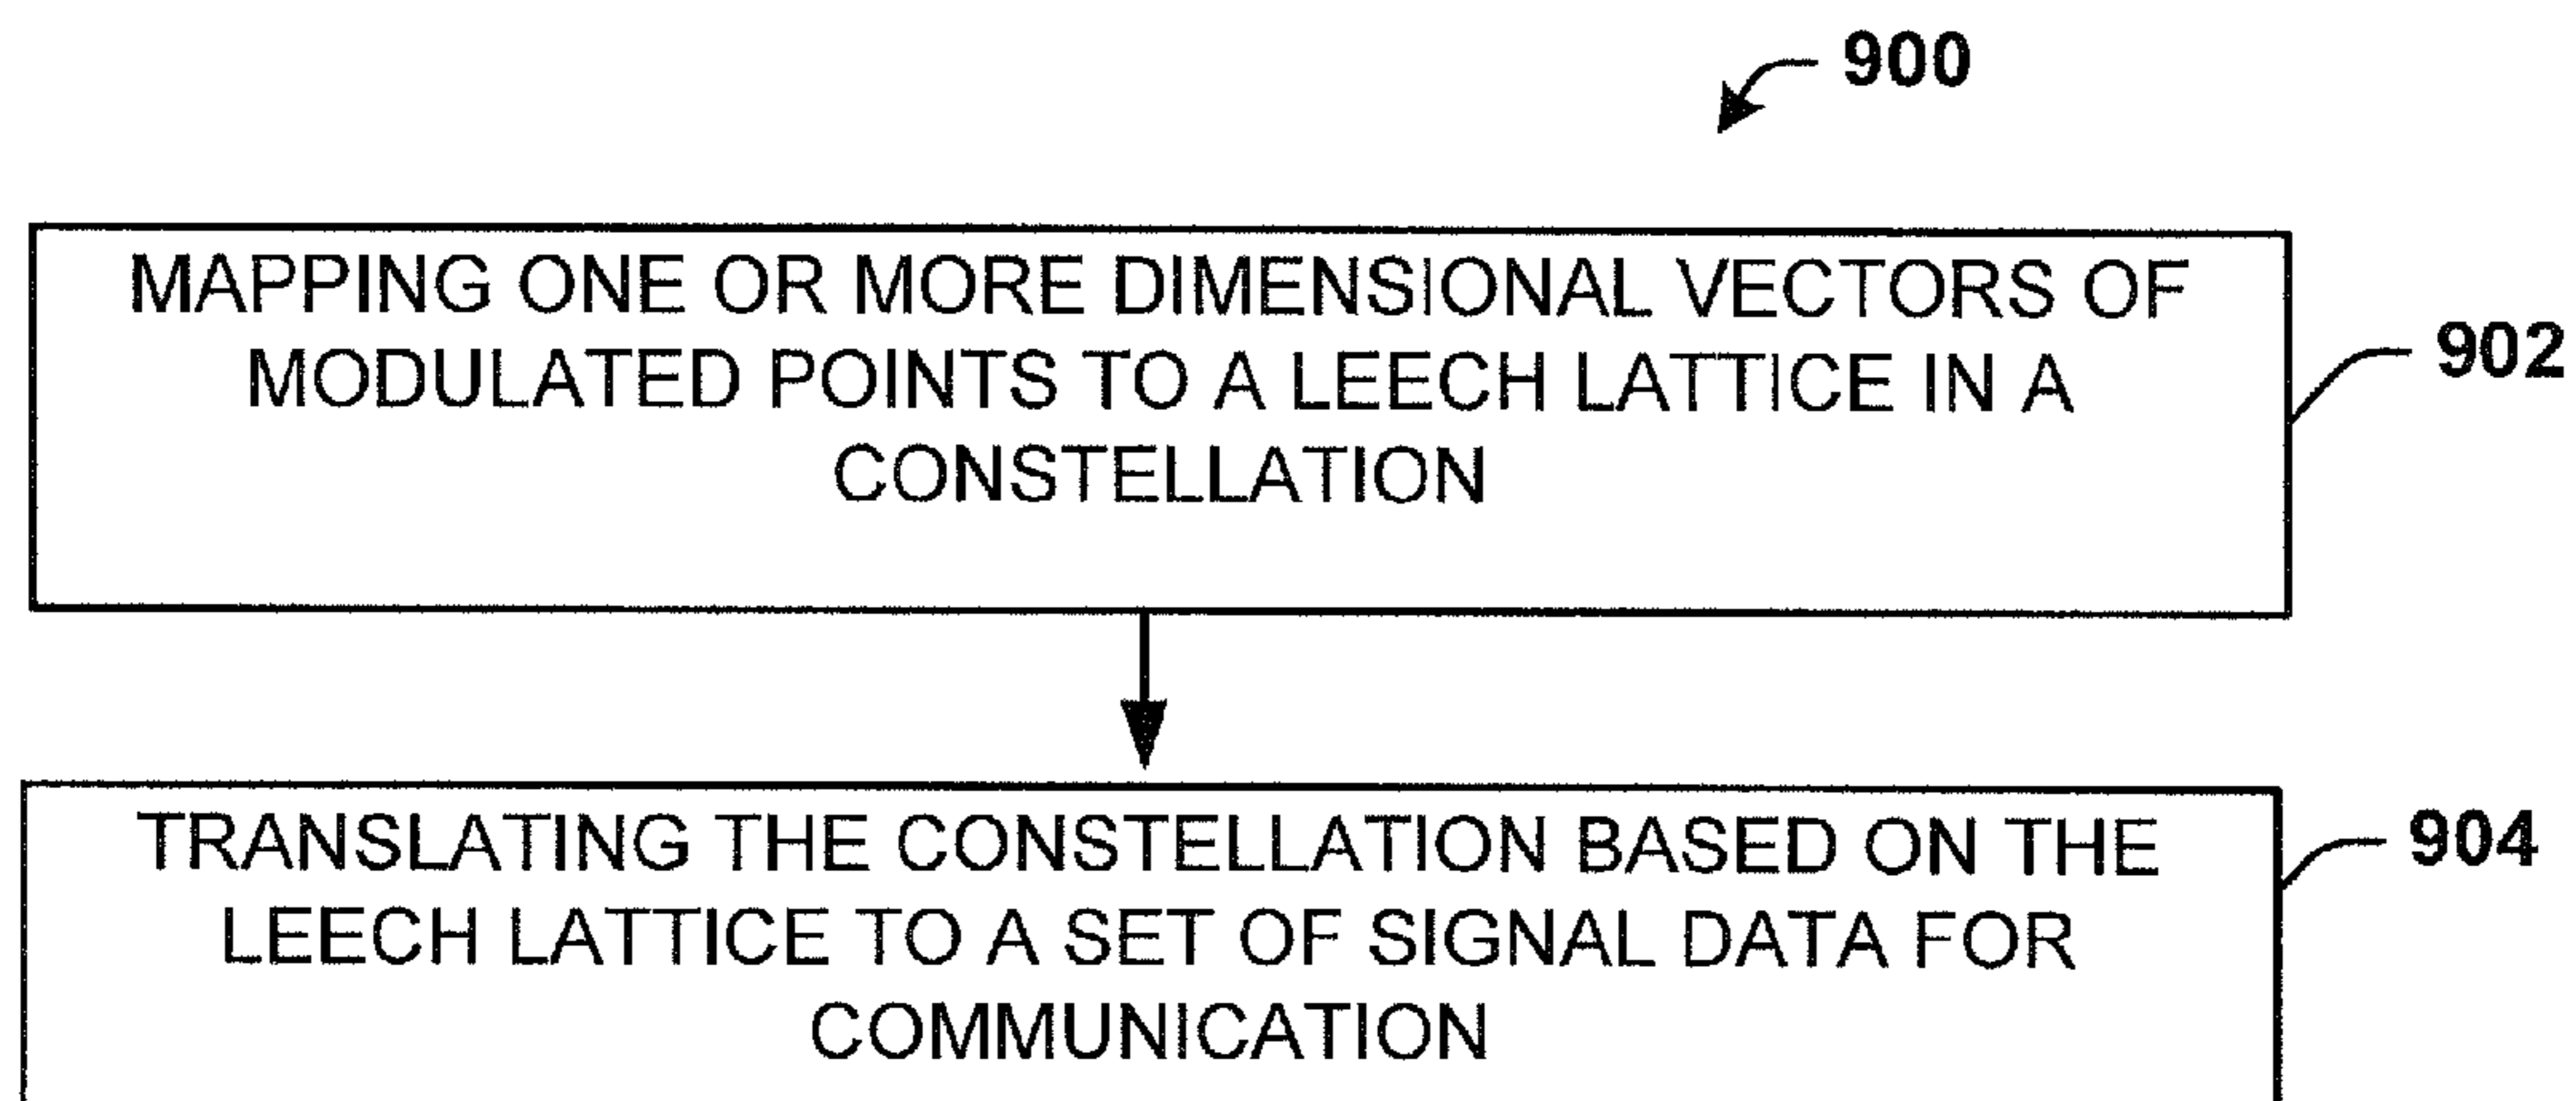 900
MAPPING ONE OR MORE DIMENSIONAL VECTORS OF
MODULATED POINTS TO A LEECH LATTICE IN A
CONSTELLATION
902
TRANSLATING THE CONSTELLATION BASED ON THE
LEECH LATTICE TO A SET OF SIGNAL DATA FOR
COMMUNICATION
904